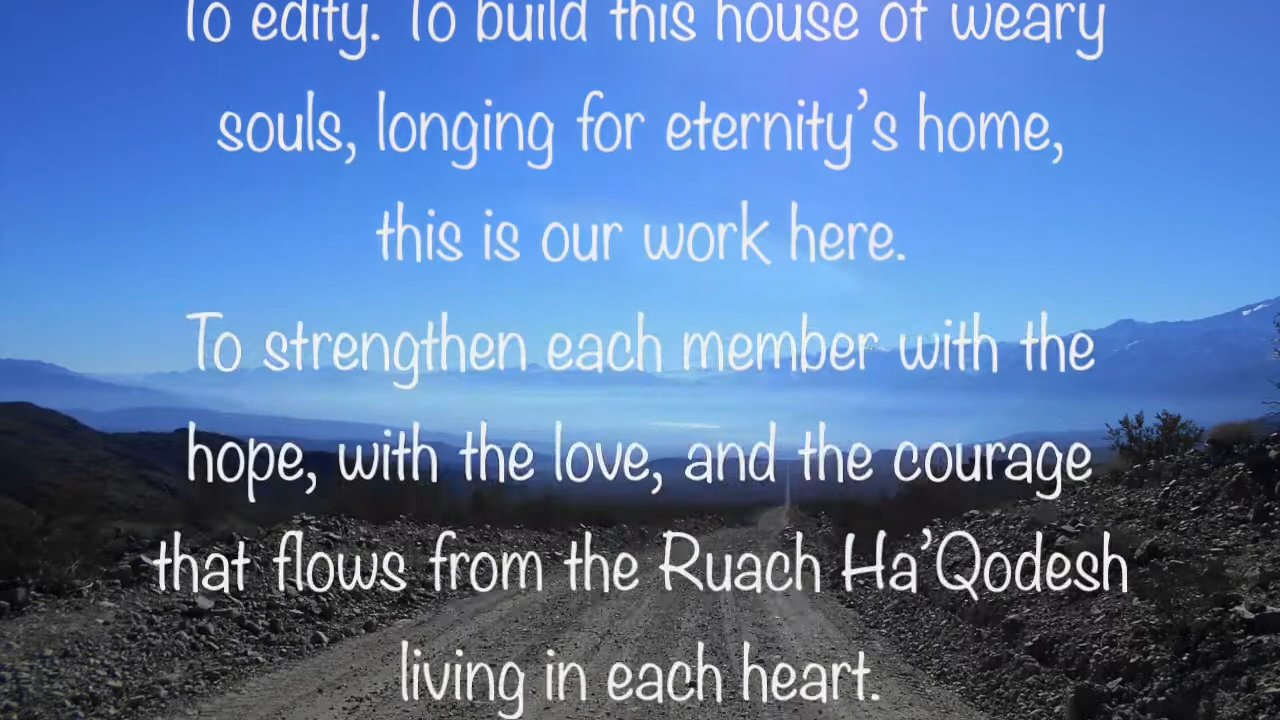 To edify. To build this house of weary
souls, longing for eternity's home,
this is our work here.
To strengthen each member with the
hope, with the love, and the courage
that flows from the Ruach Ha'Qodesh
living in each heart.